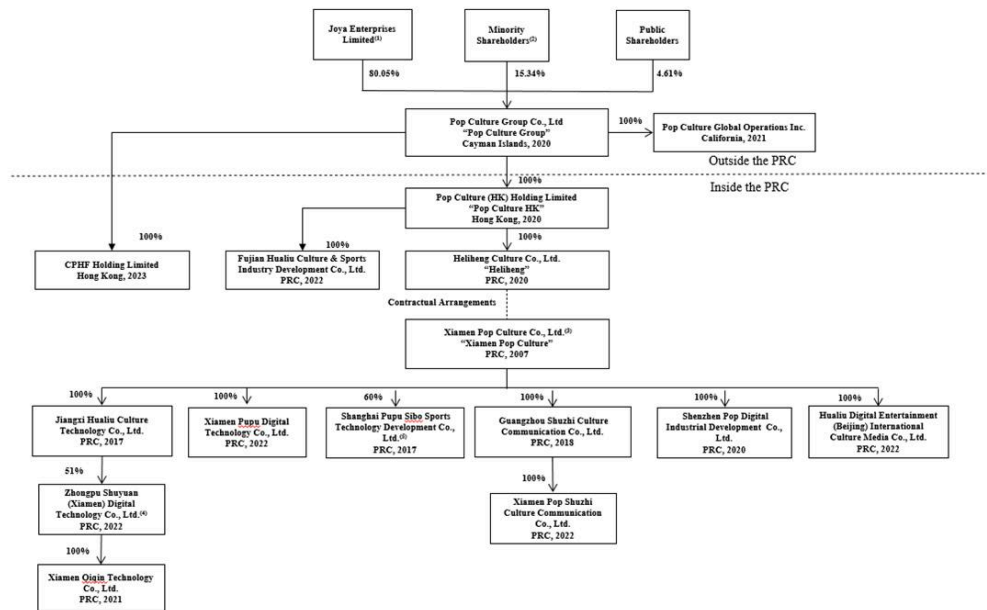 Joya Enterprises
Limited(1)
Minority
Shareholders(2)
Public
Shareholders
80.05%
15.34%
4.61%
Pop Culture Group Co., Ltd
“Pop Culture Group”
Cayman Islands, 2020
100%
Pop Culture Global Operations Inc.
California, 2021
Outside the PRC
Inside the PRC
100%
Pop Culture (HK) Holding Limited
“Pop Culture HK”
Hong Kong, 2020
100%
100%
100%
CPHF Holding Limited
Hong Kong, 2023
Fujian Hualiu Culture & Sports
Industry Development Co., Ltd.
PRC, 2022
Heliheng Culture Co., Ltd.
“Heliheng”
PRC, 2020
Contractual Arrangements
Xiamen Pop Culture Co., Ltd.(3)
“Xiamen Pop Culture”
PRC, 2007
100%
100%
60%
100%
100%
100%
Jiangxi Hualiu Culture
Technology Co., Ltd.
PRC, 2017
Xiamen Pupu Digital
Technology Co., Ltd.
PRC, 2022
Shanghai Pupu Sibo Sports
Technology Development Co.,
Ltd.(5)
PRC, 2017
Guangzhou Shuzhi Culture
Communication Co., Ltd.
PRC, 2018
Shenzhen Pop Digital
Industrial Development Co.,
Ltd.
PRC, 2020
Hualiu Digital Entertainment
(Beijing) International
Culture Media Co., Ltd.
PRC, 2022
51%
100%
Zhongpu Shuyuan
(Xiamen) Digital
Technology Co., Ltd.(4)
PRC, 2022
Xiamen Pop Shuzhi
Culture Communication
Co., Ltd.
PRC, 2022
100%
Xiamen Qiqin Technology
Co., Ltd.
PRC, 2021